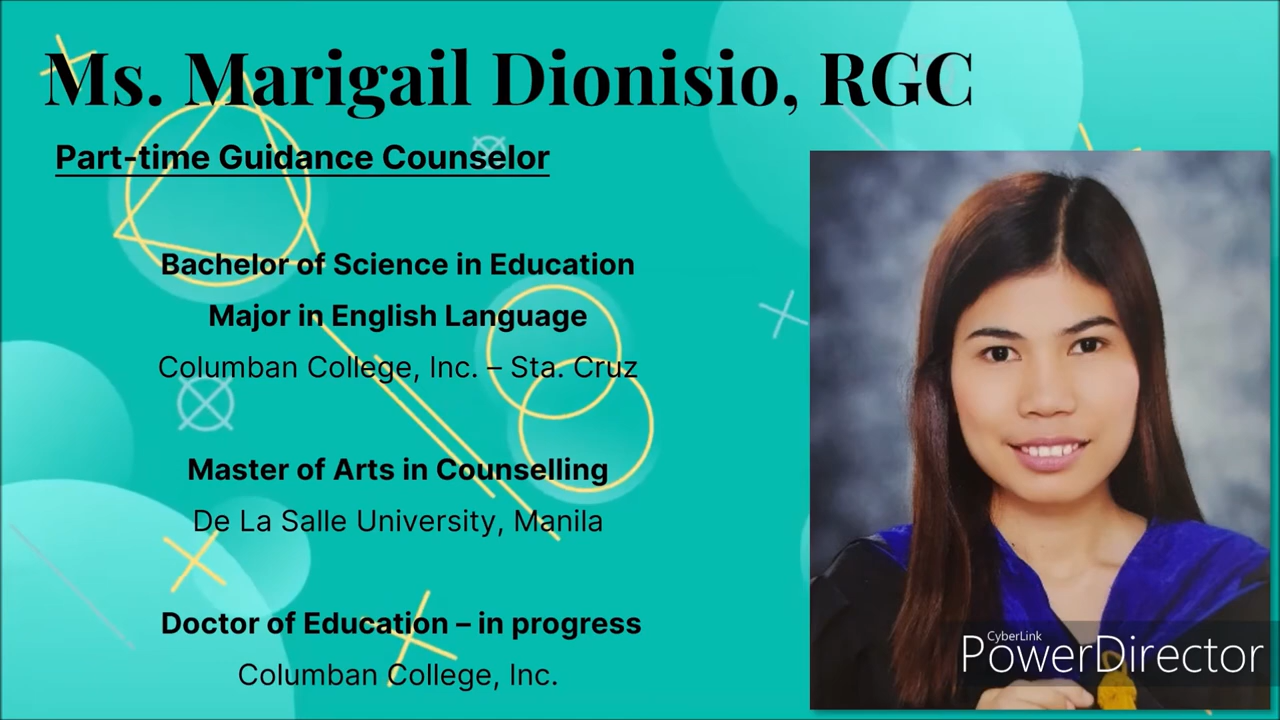 Ms. Marigail Dionisio, RGC
Part-time Guidance Counselor
Bachelor of Science in Education
Major in English Language
Columban College, Inc. – Sta. Cruz
Master of Arts in Counselling
De La Salle University, Manila
Doctor of Education – in progress
Columban College, Inc.
CyberLink
PowerDirector